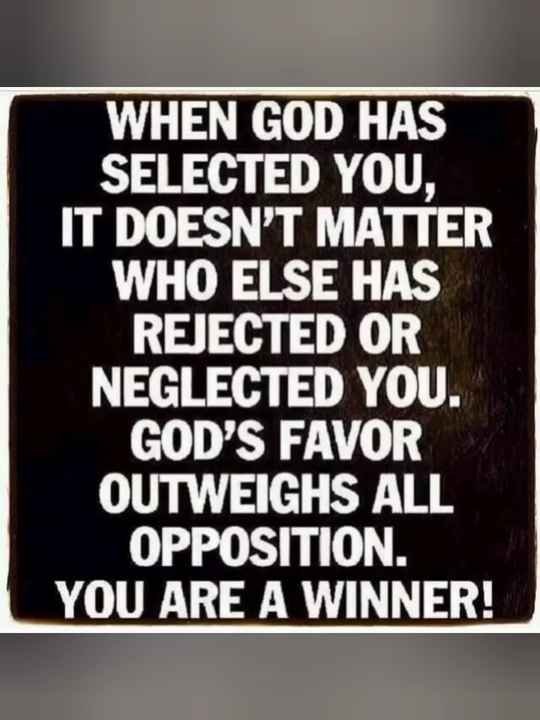 WHEN GOD HAS
SELECTED YOU,
IT DOESN'T MATTER
WHO ELSE HAS
REJECTED OR
NEGLECTED YOU.
GOD'S FAVOR
OUTWEIGHS ALL
OPPOSITION.
YOU ARE A WINNER!